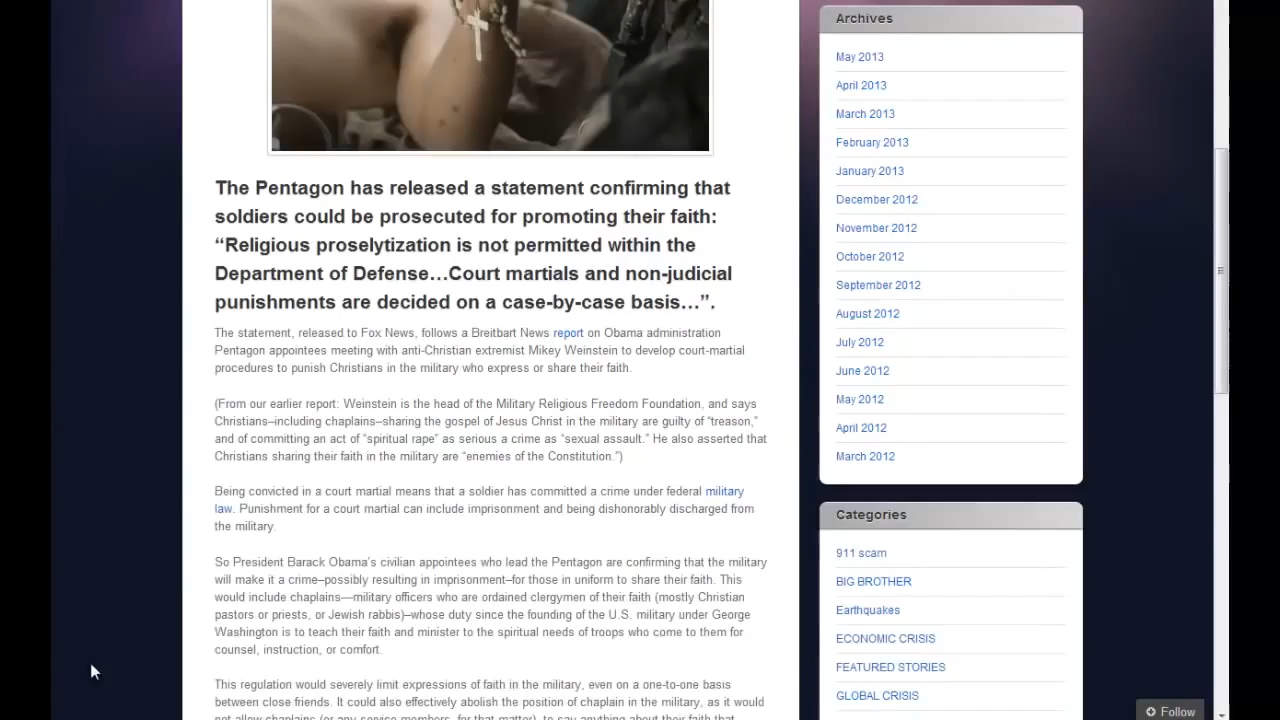 The Pentagon has released a statement confirming that
soldiers could be prosecuted for promoting their faith:
“Religious proselytization is not permitted within the
Department of Defense…Court martials and non-judicial
punishments are decided on a case-by-case basis…”.
The statement, released to Fox News, follows a Breitbart News report on Obama administration
Pentagon appointees meeting with anti-Christian extremist Mikey Weinstein to develop court-martial
procedures to punish Christians in the military who express or share their faith.
(From our earlier report: Weinstein is the head of the Military Religious Freedom Foundation, and says
Christians–including chaplains–sharing the gospel of Jesus Christ in the military are guilty of “treason,”
and of committing an act of “spiritual rape” as serious a crime as “sexual assault.” He also asserted that
Christians sharing their faith in the military are “enemies of the Constitution.”)
Being convicted in a court martial means that a soldier has committed a crime under federal military
law. Punishment for a court martial can include imprisonment and being dishonorably discharged from
the military.
So President Barack Obama’s civilian appointees who lead the Pentagon are confirming that the military
will make it a crime–possibly resulting in imprisonment–for those in uniform to share their faith. This
would include chaplains—military officers who are ordained clergymen of their faith (mostly Christian
pastors or priests, or Jewish rabbis)–whose duty since the founding of the U.S. military under George
Washington is to teach their faith and minister to the spiritual needs of troops who come to them for
counsel, instruction, or comfort.
This regulation would severely limit expressions of faith in the military, even on a one-to-one basis
between close friends. It could also effectively abolish the position of chaplain in the military, as it would
not allow chaplains (or any service members, for that matter), to say anything about their faith that
Archives
May 2013
April 2013
March 2013
February 2013
January 2013
December 2012
November 2012
October 2012
September 2012
August 2012
July 2012
June 2012
May 2012
April 2012
March 2012
Categories
911 scam
BIG BROTHER
Earthquakes
ECONOMIC CRISIS
FEATURED STORIES
GLOBAL CRISIS
Follow